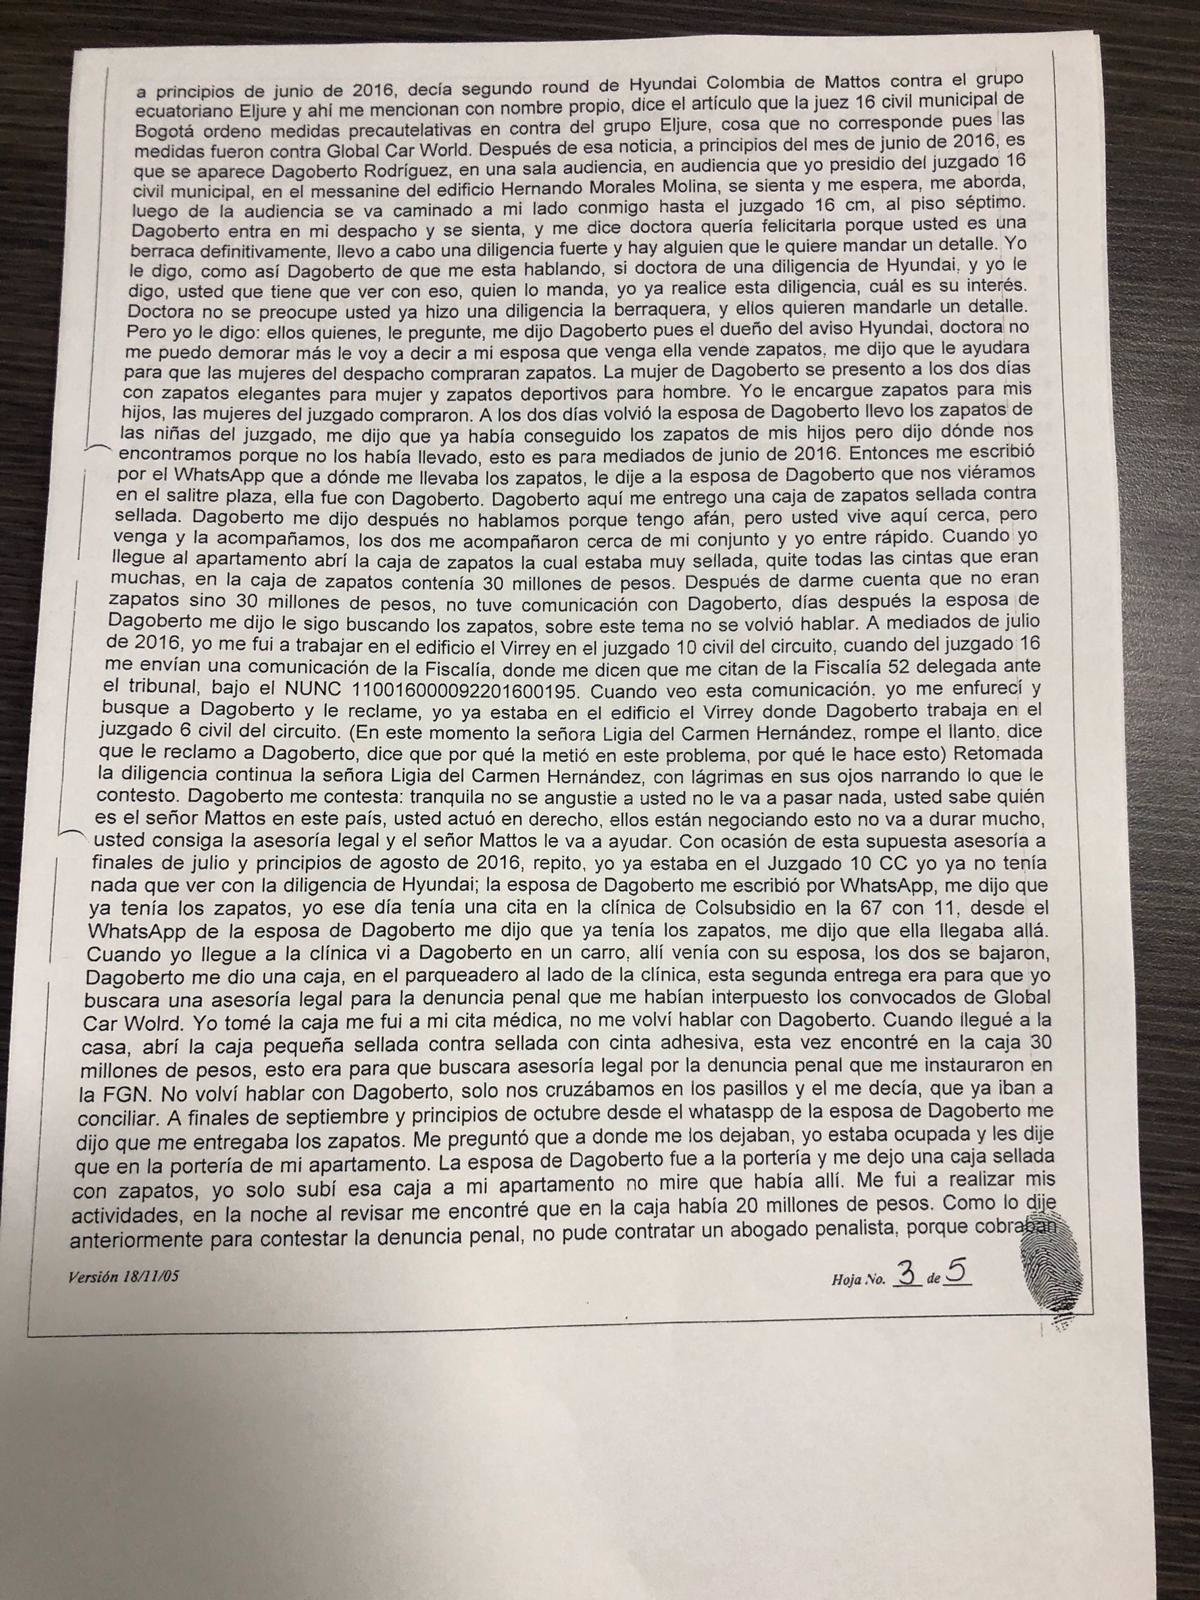 a principios de junio de 2016, decía segundo round de Hyundai Colombia de Mattos contra el grupo
ecuatoriano Eljure y ahí me mencionan con nombre propio, dice el artículo que la juez 16 civil municipal de
Bogotá ordeno medidas precautelativas en contra del grupo Eljure, cosa que no corresponde pues las
medidas fueron contra Global Car World. Después de esa noticia, a principios del mes de junio de 2016, es
que se aparece Dagoberto Rodríguez, en una sala audiencia, en audiencia que yo presidio del juzgado 16
civil municipal, en el messanine del edificio Hernando Morales Molina, se sienta y me espera, me aborda,
luego de la audiencia se va caminado a mi lado conmigo hasta el juzgado 16 cm, al piso séptimo.
Dagoberto entra en mi despacho y se sienta, y me dice doctora quería felicitarla porque usted es una
berraca definitivamente, llevo a cabo una diligencia fuerte y hay alguien que le quiere mandar un detalle. Yo
le digo, como así Dagoberto de que me esta hablando, si doctora de una diligencia de Hyundai, y yo le
digo, usted que tiene que ver con eso, quien lo manda, yo ya realice esta diligencia, cuál es su interés.
Doctora no se preocupe usted ya hizo una diligencia la berraquera, y ellos quieren mandarle un detalle.
Pero yo le digo: ellos quienes, le pregunte, me dijo Dagoberto pues el dueño del aviso Hyundai, doctora no
me puedo demorar más le voy a decir a mi esposa que venga ella vende zapatos, me dijo que le ayudara
para que las mujeres del despacho compraran zapatos. La mujer de Dagoberto se presento a los dos días
con zapatos elegantes para mujer y zapatos deportivos para hombre. Yo le encargue zapatos para mis
hijos, las mujeres del juzgado compraron. A los dos días volvió la esposa de Dagoberto llevo los zapatos de
las niñas del juzgado, me dijo que ya había conseguido los zapatos de mis hijos pero dijo dónde nos
encontramos porque no los había llevado, esto es para mediados de junio de 2016. Entonces me escribió
por el WhatsApp que a dónde me llevaba los zapatos, le dije a la esposa de Dagoberto que nos viéramos
en el salitre plaza, ella fue con Dagoberto. Dagoberto aquí me entrego una caja de zapatos sellada contra
sellada. Dagoberto me dijo después no hablamos porque tengo afán, pero usted vive aquí cerca, pero
venga y la acompañamos, los dos me acompañaron cerca de mi conjunto y yo entre rápido. Cuando yo
llegue al apartamento abrí la caja de zapatos la cual estaba muy sellada, quite todas las cintas que eran
muchas, en la caja de zapatos contenía 30 millones de pesos. Después de darme cuenta que no eran
zapatos sino 30 millones de pesos, no tuve comunicación con Dagoberto, días después la esposa de
Dagoberto me dijo le sigo buscando los zapatos, sobre este tema no se volvió hablar. A mediados de julio
de 2016, yo me fui a trabajar en el edificio el Virrey en el juzgado 10 civil del circuito, cuando del juzgado 16
me envían una comunicación de la Fiscalía, donde me dicen que me citan de la Fiscalía 52 delegada ante
el tribunal, bajo el NUNC 110016000092201600195. Cuando veo esta comunicación, yo me enfurecí y
busque a Dagoberto y le reclame, yo ya estaba en el edificio el Virrey donde Dagoberto trabaja en el
juzgado 6 civil del circuito. (En este momento la señora Ligia del Carmen Hernández, rompe el llanto, dice
que le reclamo a Dagoberto, dice que por qué la metió en este problema, por qué le hace esto) Retomada
la diligencia continua la señora Ligia del Carmen Hernández, con lágrimas en sus ojos narrando lo que le
contesto. Dagoberto me contesta: tranquila no se angustie a usted no le va a pasar nada, usted sabe quién
es el señor Mattos en este país, usted actuó en derecho, ellos están negociando esto no va a durar mucho,
usted consiga la asesoría legal y el señor Mattos le va a ayudar. Con ocasión de esta supuesta asesoría a
finales de julio y principios de agosto de 2016, repito, yo ya estaba en el Juzgado 10 CC yo ya no tenía
nada que ver con la diligencia de Hyundai; la esposa de Dagoberto me escribió por WhatsApp, me dijo que
ya tenía los zapatos, yo ese día tenía una cita en la clínica de Colsubsidio en la 67 con 11, desde el
WhatsApp de la esposa de Dagoberto me dijo que ya tenía los zapatos, me dijo que ella llegaba allá.
Cuando yo llegue a la clínica vi a Dagoberto en un carro, allí venía con su esposa, los dos se bajaron,
Dagoberto me dio una caja, en el parqueadero al lado de la clínica, esta segunda entrega era para que yo
buscara una asesoría legal para la denuncia penal que me habían interpuesto los convocados de Global
Car Wolrd. Yo tomé la caja me fui a mi cita médica, no me volví hablar con Dagoberto. Cuando llegué a la
casa, abrí la caja pequeña sellada contra sellada con cinta adhesiva, esta vez encontré en la caja 30
millones de pesos, esto era para que buscara asesoría legal por la denuncia penal que me instauraron en
la FGN. No volví hablar con Dagoberto, solo nos cruzábamos en los pasillos y el me decía, que ya iban a
conciliar. A finales de septiembre y principios de octubre desde el whataspp de la esposa de Dagoberto me
dijo que me entregaba los zapatos. Me preguntó que a donde me los dejaban, yo estaba ocupada y les dije
que en la portería de mi apartamento. La esposa de Dagoberto fue a la portería y me dejo una caja sellada
con zapatos, yo solo subí esa caja a mi apartamento no mire que había allí. Me fui a realizar mis
actividades, en la noche al revisar me encontré que en la caja había 20 millones de pesos. Como lo dije
anteriormente para contestar la denuncia penal, no pude contratar un abogado penalista, porque cobraban
Versión 18/11/05
Hoja No. 3 de 5